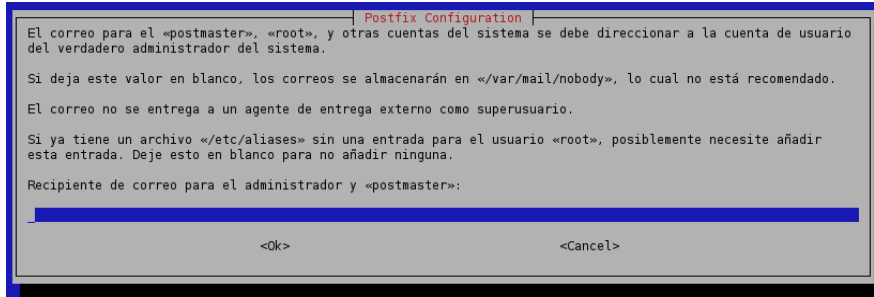 Postfix Configuration
El correo para el «postmaster», «root», y otras cuentas del sistema se debe direccionar a la cuenta de usuario
del verdadero administrador del sistema.
Si deja este valor en blanco, los correos se almacenarán en «/var/mail/nobody», lo cual no está recomendado.
El correo no se entrega a un agente de entrega externo como superusuario.
Si ya tiene un archivo «/etc/aliases» sin una entrada para el usuario «root», posiblemente necesite añadir
esta entrada. Deje esto en blanco para no añadir ninguna.
Recipiente de correo para el administrador y «postmaster»:
<Ok> <Cancel>